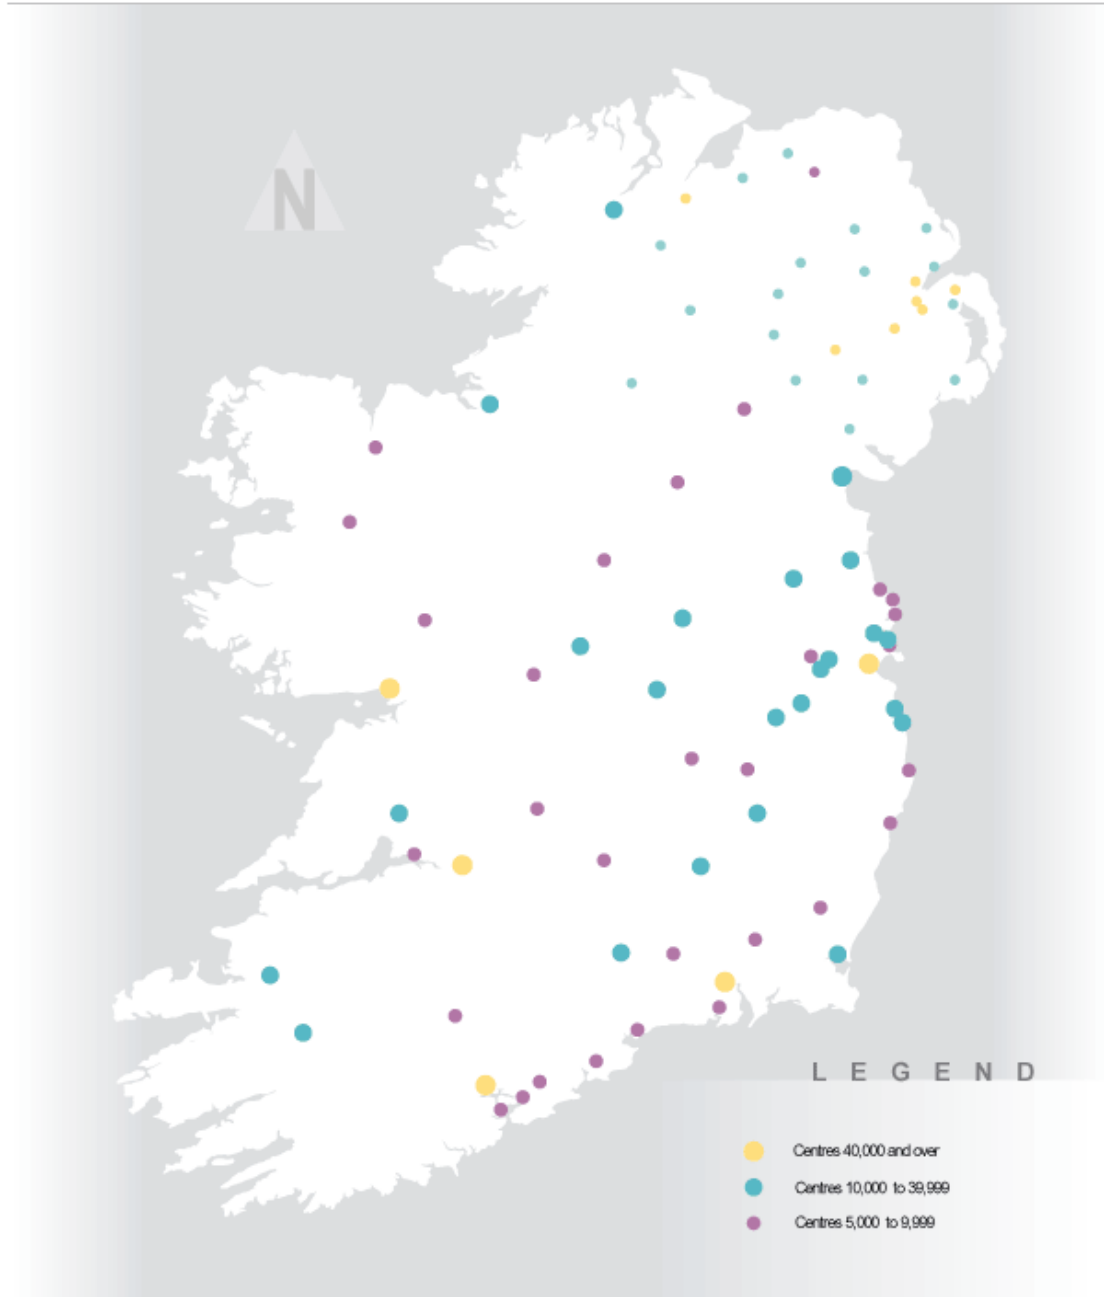 N
LEGEND
Centres 40,000 and over
Centres 10,000 to 39,999
Centres 5,000 to 9,999